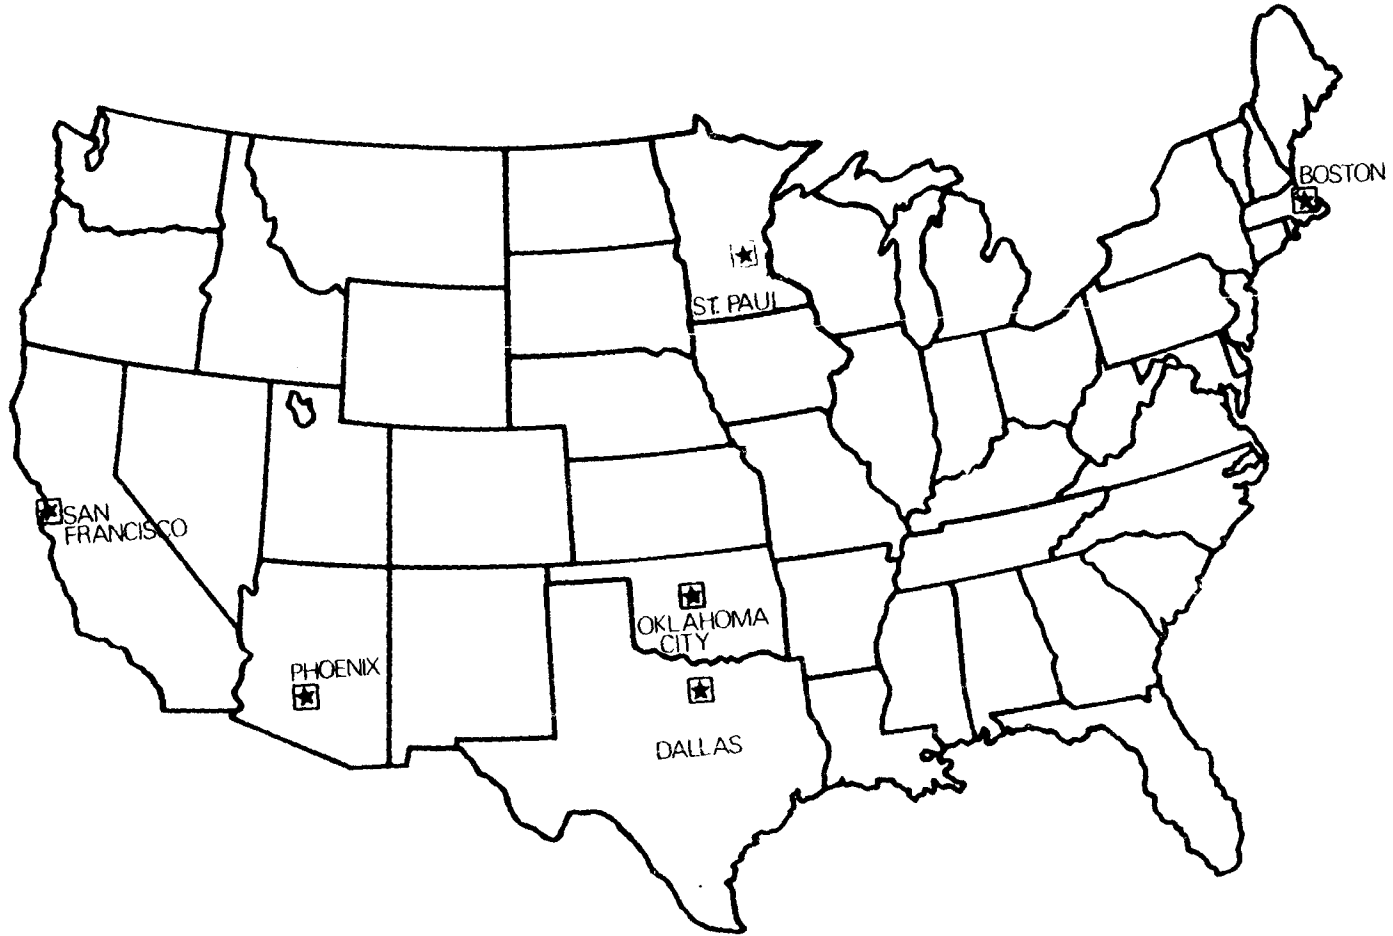 BOSTON
ST. PAUL
SAN
FRANCISCO
OKLAHOMA
CITY
PHOENIX
DALLAS